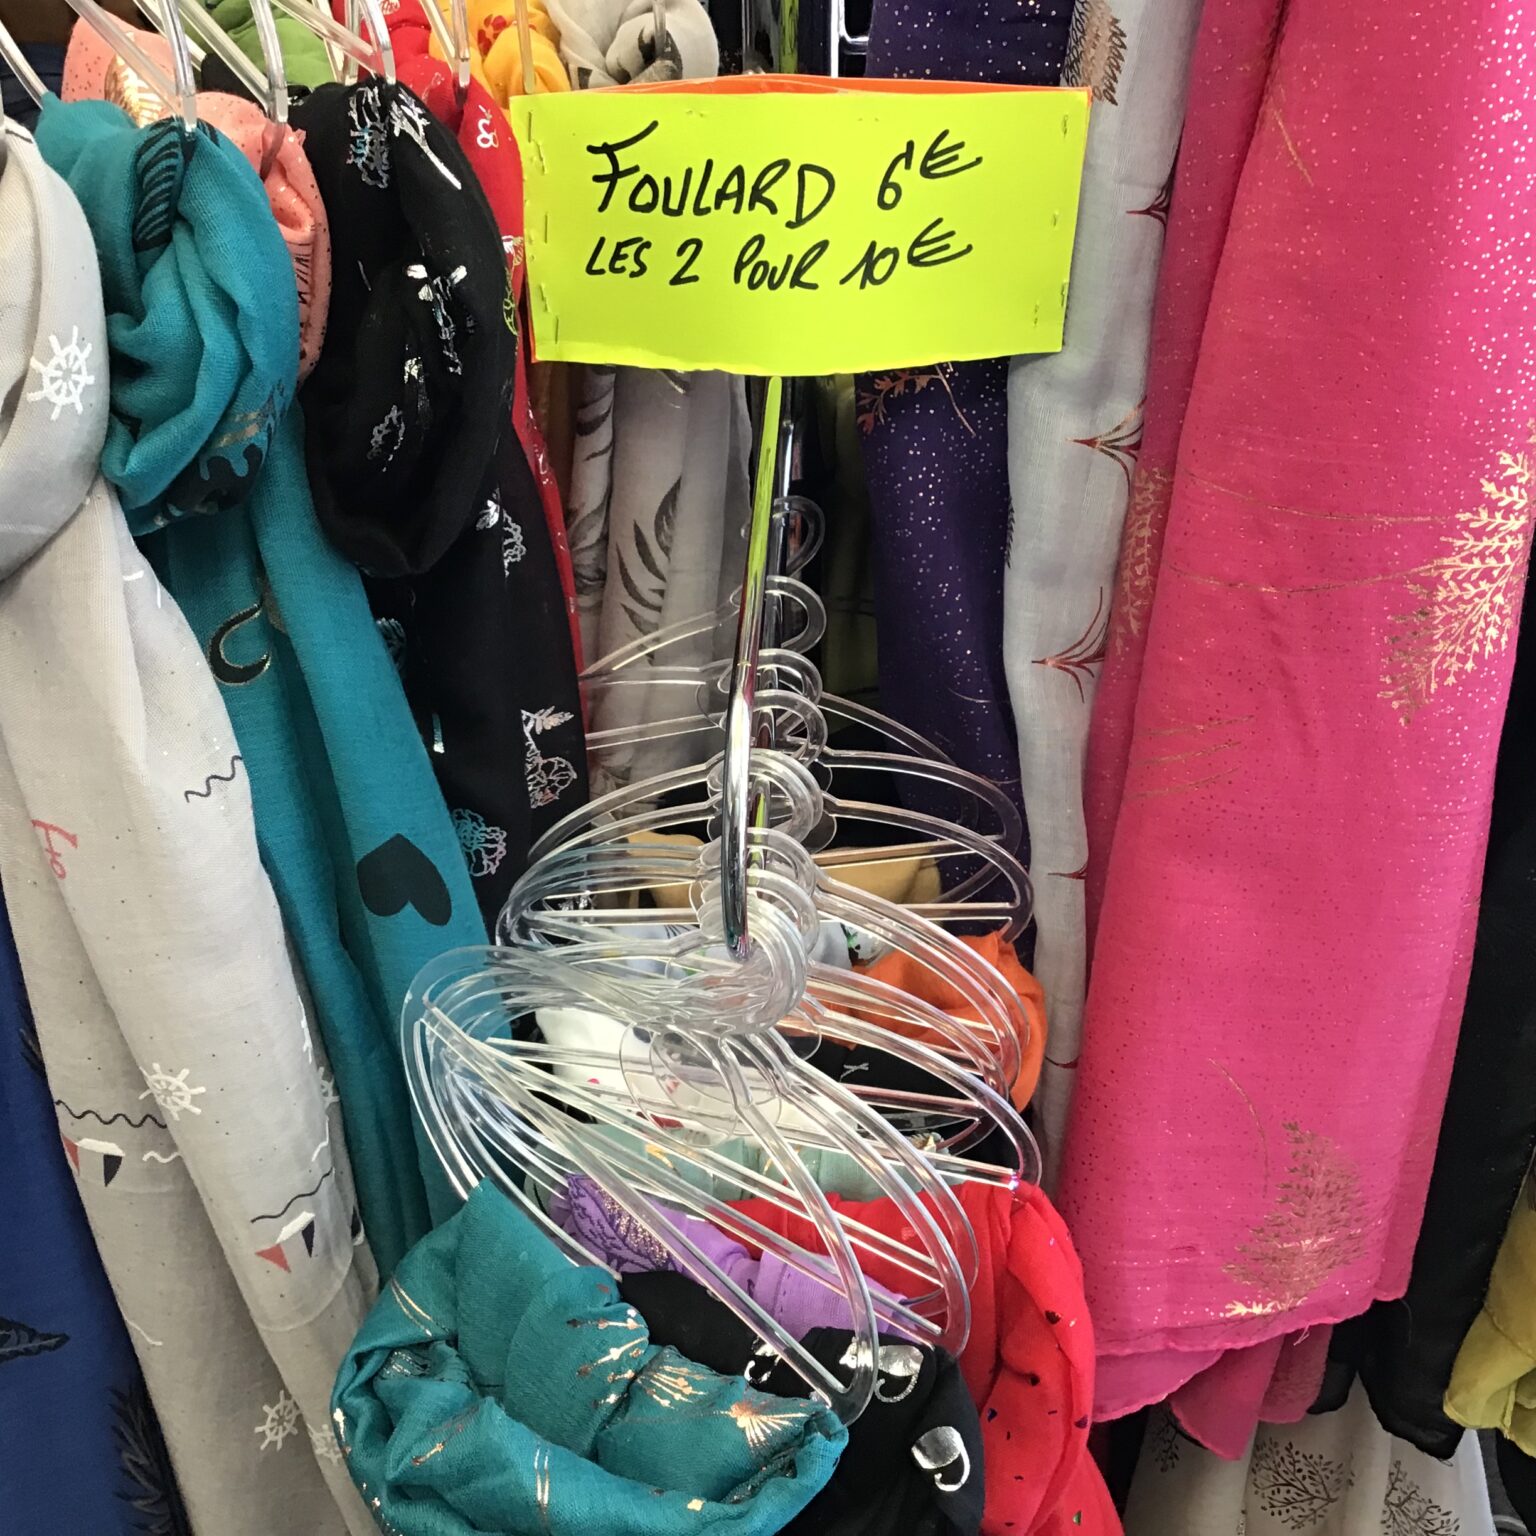 FOULARD 6€
LES 2 POUR 10€